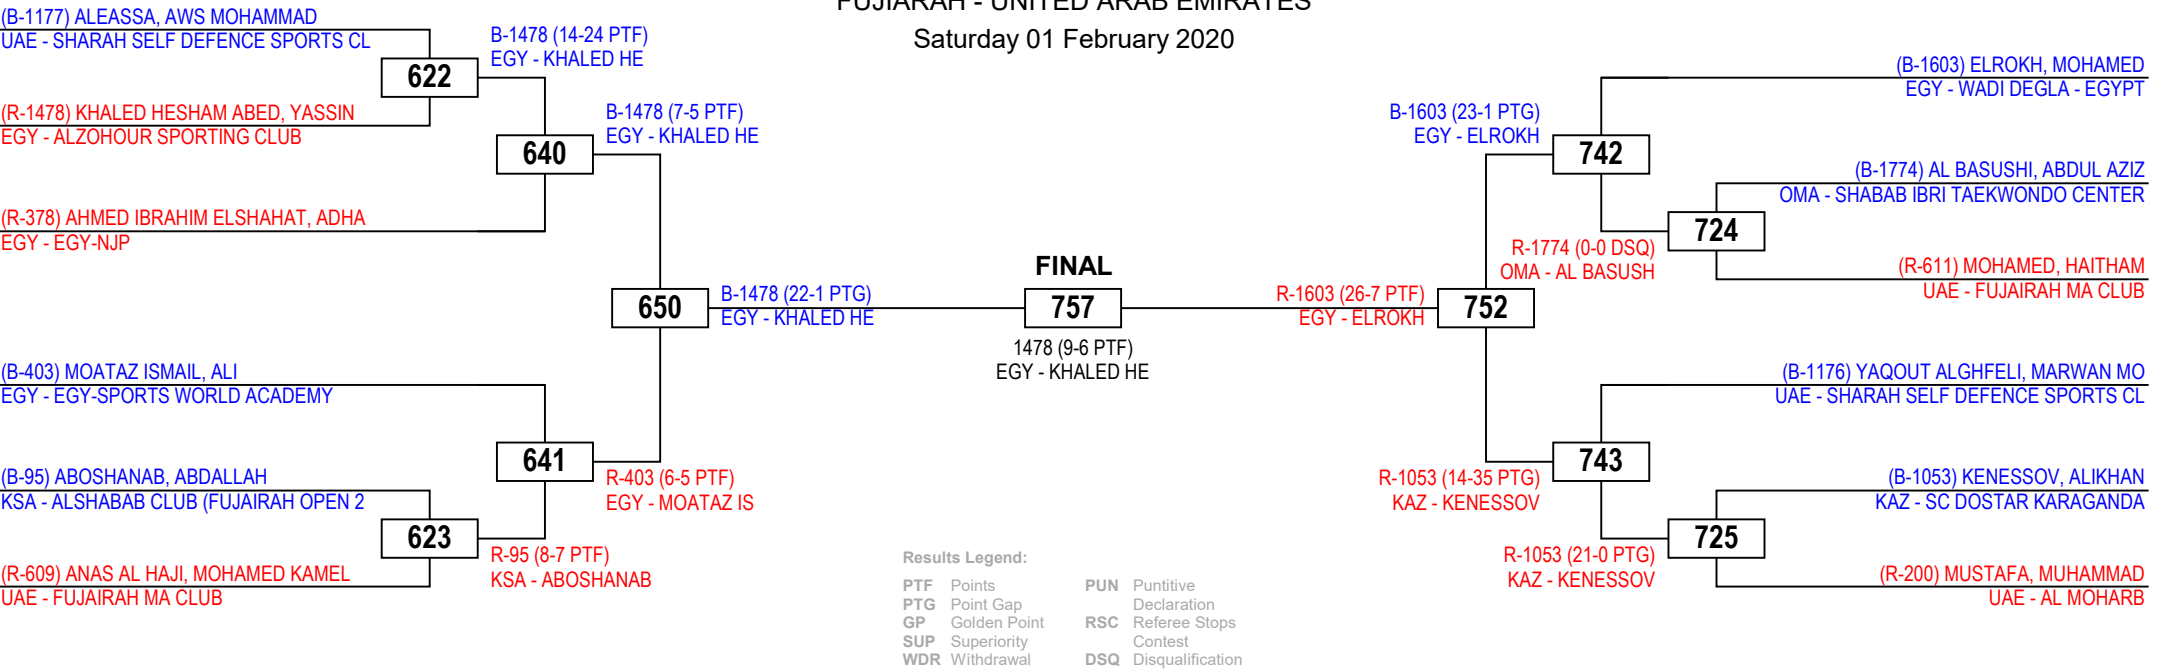 FUJIARAH - UNITED ARAB EMIRATES
Saturday 01 February 2020
(B-1177) ALEASSA, AWS MOHAMMAD
UAE - SHARAH SELF DEFENCE SPORTS CL
622
(R-1478) KHALED HESHAM ABED, YASSIN
EGY - ALZOHOUR SPORTING CLUB
B-1478 (14-24 PTF)
EGY - KHALED HE
640
(R-378) AHMED IBRAHIM ELSHAHAT, ADHA
EGY - EGY-NJP
B-1478 (7-5 PTF)
EGY - KHALED HE
650
B-1478 (22-1 PTG)
EGY - KHALED HE
(B-403) MOATAZ ISMAIL, ALI
EGY - EGY-SPORTS WORLD ACADEMY
641
R-403 (6-5 PTF)
EGY - MOATAZ IS
(B-95) ABOSHANAB, ABDALLAH
KSA - ALSHABAB CLUB (FUJAIRAH OPEN 2
623
R-95 (8-7 PTF)
KSA - ABOSHANAB
(R-609) ANAS AL HAJI, MOHAMED KAMEL
UAE - FUJAIRAH MA CLUB
FINAL
757
1478 (9-6 PTF)
EGY - KHALED HE
(B-1603) ELROKH, MOHAMED
EGY - WADI DEGLA - EGYPT
B-1603 (23-1 PTG)
EGY - ELROKH
742
(B-1774) AL BASUSHI, ABDUL AZIZ
OMA - SHABAB IBRI TAEKWONDO CENTER
724
R-1774 (0-0 DSQ)
OMA - AL BASUSH
(R-611) MOHAMED, HAITHAM
UAE - FUJAIRAH MA CLUB
R-1603 (26-7 PTF)
EGY - ELROKH
752
(B-1176) YAQOUT ALGHFELI, MARWAN MO
UAE - SHARAH SELF DEFENCE SPORTS CL
743
R-1053 (14-35 PTG)
KAZ - KENESSOV
(B-1053) KENESSOV, ALIKHAN
KAZ - SC DOSTAR KARAGANDA
725
R-1053 (21-0 PTG)
KAZ - KENESSOV
(R-200) MUSTAFA, MUHAMMAD
UAE - AL MOHARB
Results Legend:
PTF Points
PTG Point Gap
GP Golden Point
SUP Superiority
WDR Withdrawal
PUN Puntitive
Declaration
RSC Referee Stops
Contest
DSQ Disqualification